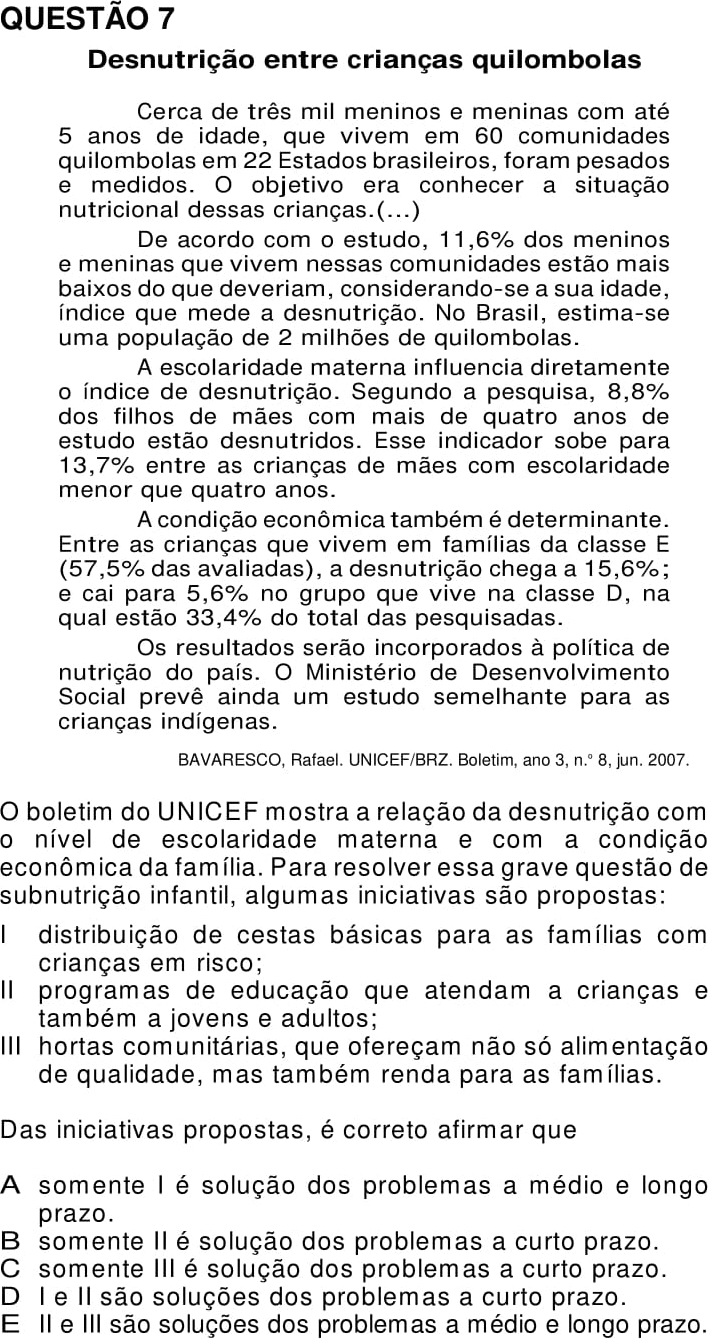 QUESTÃO 7
Desnutrição entre crianças quilombolas
Cerca de três mil meninos e meninas com até
5 anos de idade, que vivem em 60 comunidades
quilombolas em 22 Estados brasileiros, foram pesados
e medidos. O objetivo era conhecer a situação
nutricional dessas crianças.(...)
De acordo com o estudo, 11,6% dos meninos
e meninas que vivem nessas comunidades estão mais
baixos do que deveriam, considerando-se a sua idade,
índice que mede a desnutrição. No Brasil, estima-se
uma população de 2 milhões de quilombolas.
A escolaridade materna influencia diretamente
o índice de desnutrição. Segundo a pesquisa, 8,8%
dos filhos de mães com mais de quatro anos de
estudo estão desnutridos. Esse indicador sobe para
13,7% entre as crianças de mães com escolaridade
menor que quatro anos.
A condição econômica também é determinante.
Entre as crianças que vivem em famílias da classe E
(57,5% das avaliadas), a desnutrição chega a 15,6%;
e cai para 5,6% no grupo que vive na classe D, na
qual estão 33,4% do total das pesquisadas.
Os resultados serão incorporados à política de
nutrição do país. O Ministério de Desenvolvimento
Social prevê ainda um estudo semelhante para as
crianças indígenas.
BAVARESCO, Rafael. UNICEF/BRZ. Boletim, ano 3, n.° 8, jun. 2007.
O boletim do UNICEF mostra a relação da desnutrição com
o nível de escolaridade materna e com a condição
econômica da família. Para resolver essa grave questão de
subnutrição infantil, algumas iniciativas são propostas:
I distribuição de cestas básicas para as famílias com
crianças em risco;
II programas de educação que atendam a crianças e
também a jovens e adultos;
III hortas comunitárias, que ofereçam não só alimentação
de qualidade, mas também renda para as famílias.
Das iniciativas propostas, é correto afirmar que
A somente I é solução dos problemas a médio e longo
prazo.
B somente II é solução dos problemas a curto prazo.
C somente III é solução dos problemas a curto prazo.
D I e II são soluções dos problemas a curto prazo.
E II e III são soluções dos problemas a médio e longo prazo.